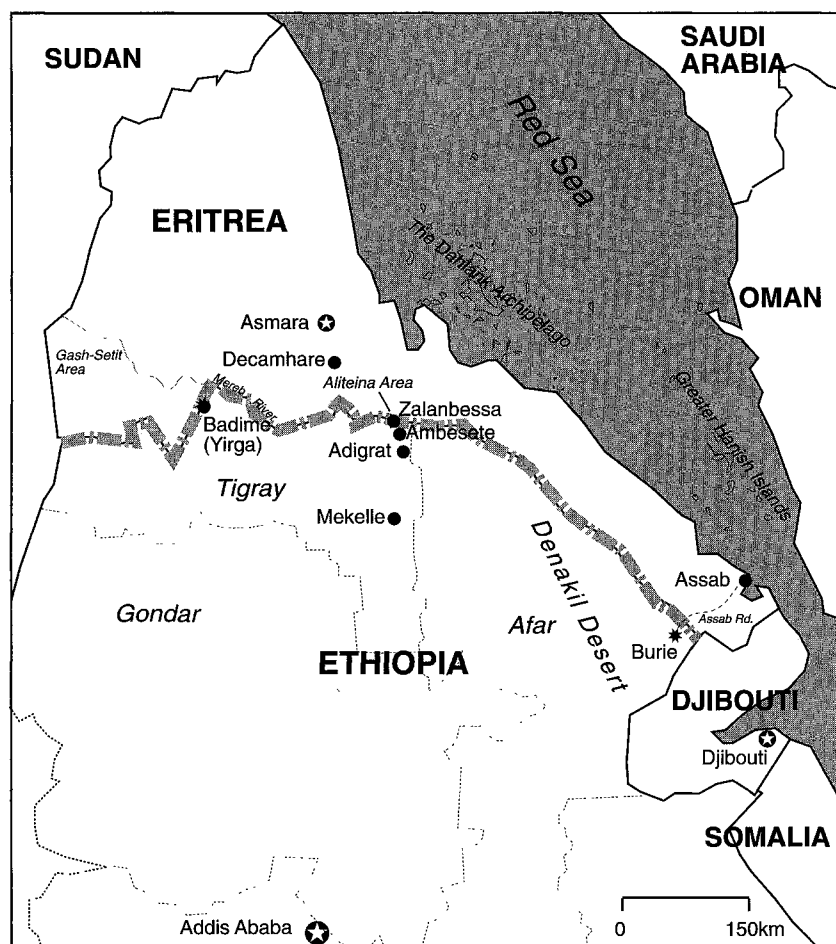 SUDAN
SAUDI
ARABIA
Red Sea
ERITREA
The Dahlank Archipelago
OMAN
Asmara
Gash-Setit
Area
Decamhare
Mereb River
Aliteina Area
Greater Hanish Islands
Badime
(Yirga)
Zalanbessa
Ambesete
Adigrat
Tigray
Mekelle
Denakil Desert
Assab
Gondar
Afar
Assab Rd.
Burie
ETHIOPIA
DJIBOUTI
Djibouti
SOMALIA
Addis Ababa
0 150km